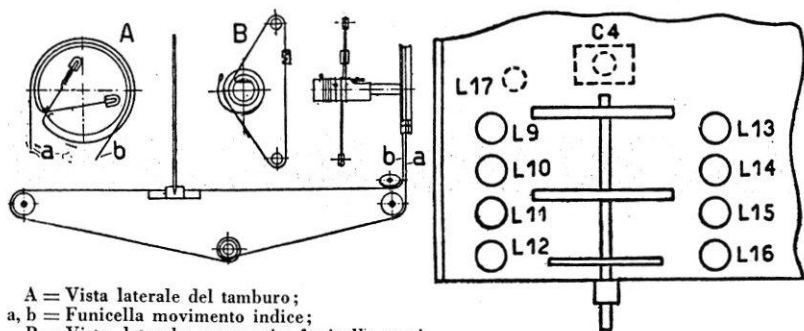 A
B
a
b
b
a
C4
L17
L9
L13
L10
L14
L11
L15
L12
L16
A = Vista laterale del tamburo;
a, b = Funicella movimento indice;